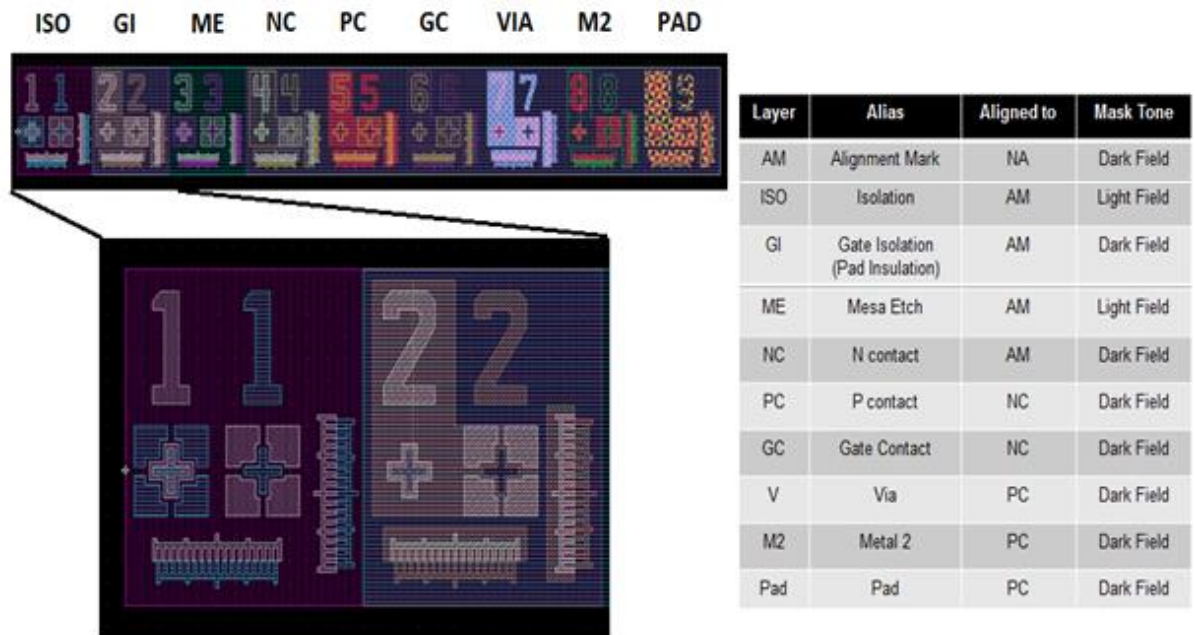 ISO GI ME NC PC GC VIA M2 PAD
1 1 2 2 3 3 4 4 5 5 6 6 7 8 8 9
1 1 2 2
Layer Alias Aligned to Mask Tone
AM Alignment Mark NA Dark Field
ISO Isolation AM Light Field
GI Gate Isolation AM Dark Field
(Pad Insulation)
ME Mesa Etch AM Light Field
NC N contact AM Dark Field
PC P contact NC Dark Field
GC Gate Contact NC Dark Field
V Via PC Dark Field
M2 Metal 2 PC Dark Field
Pad Pad PC Dark Field